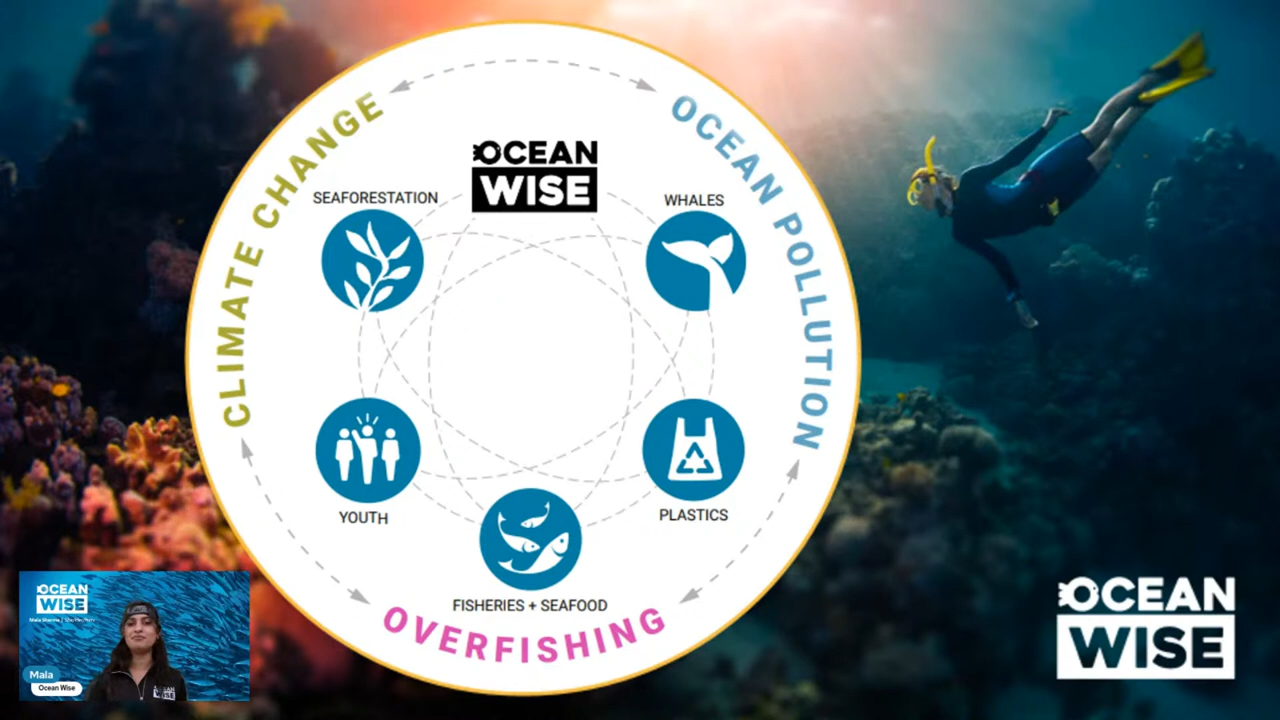 CLIMATE CHANGE
OCEAN POLLUTION
OCEAN
WISE
SEAFORESTATION
WHALES
YOUTH
PLASTICS
FISHERIES + SEAFOOD
OVERFISHING
OCEAN
WISE
Maia
Ocean Wise
OCEAN
WISE